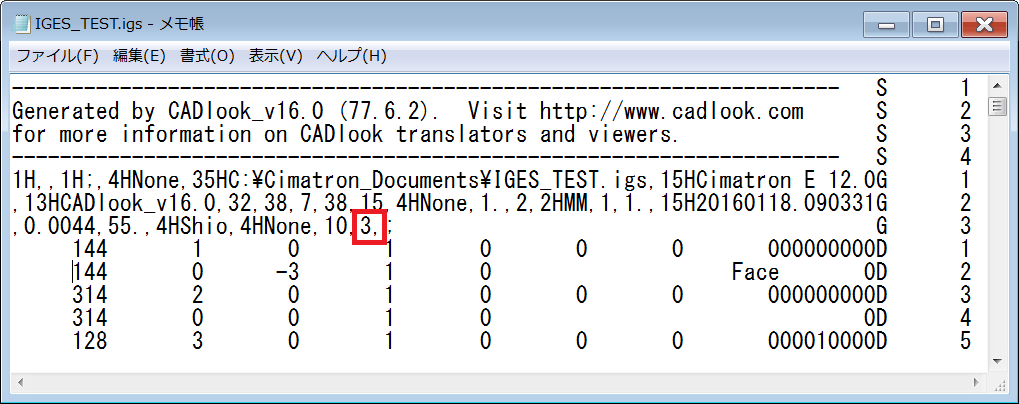 IGES_TEST.igs - メモ帳
ファイル(F) 編集(E) 書式(O) 表示(V) ヘルプ(H)
-------------------------------------------------------------------- S 1
Generated by CADlook_v16.0 (77.6.2).  Visit http://www.cadlook.com S 2
for more information on CADlook translators and viewers. S 3
-------------------------------------------------------------------- S 4
1H,,1H;,4HNone,35HC:¥Cimatron_Documents¥IGES_TEST.igs,15HCimatron E 12.0G 1
,13HCADlook_v16.0,32,38,7,38,15,4HNone,1.,2,2HMM,1,1.,15H20160118.090331G 2
,0.0044,55.,4HShio,4HNone,10,3,; G 3
144 1 0 1 0 0 0 000000000D 1
144 0 -3 1 0 Face 0D 2
314 2 0 1 0 0 0 000000000D 3
314 0 0 1 0 0D 4
128 3 0 1 0 0 0 000010000D 5